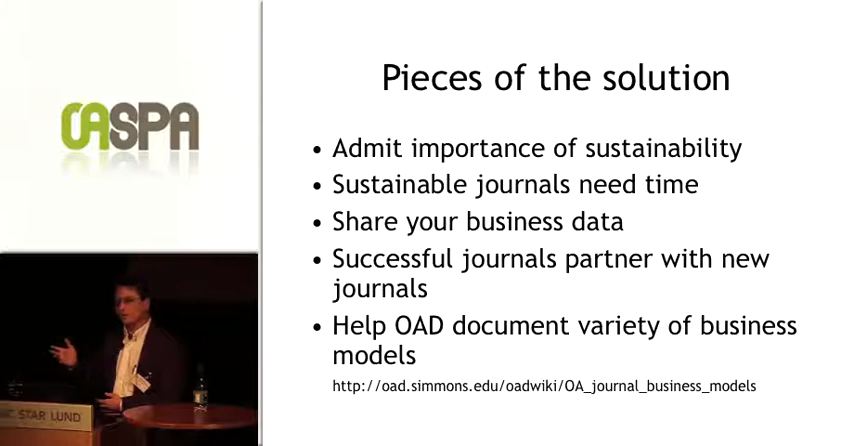 OASPA
Pieces of the solution
• Admit importance of sustainability
• Sustainable journals need time
• Share your business data
• Successful journals partner with new
journals
• Help OAD document variety of business
models
http://oad.simmons.edu/oadwiki/OA_journal_business_models
STAR LUND